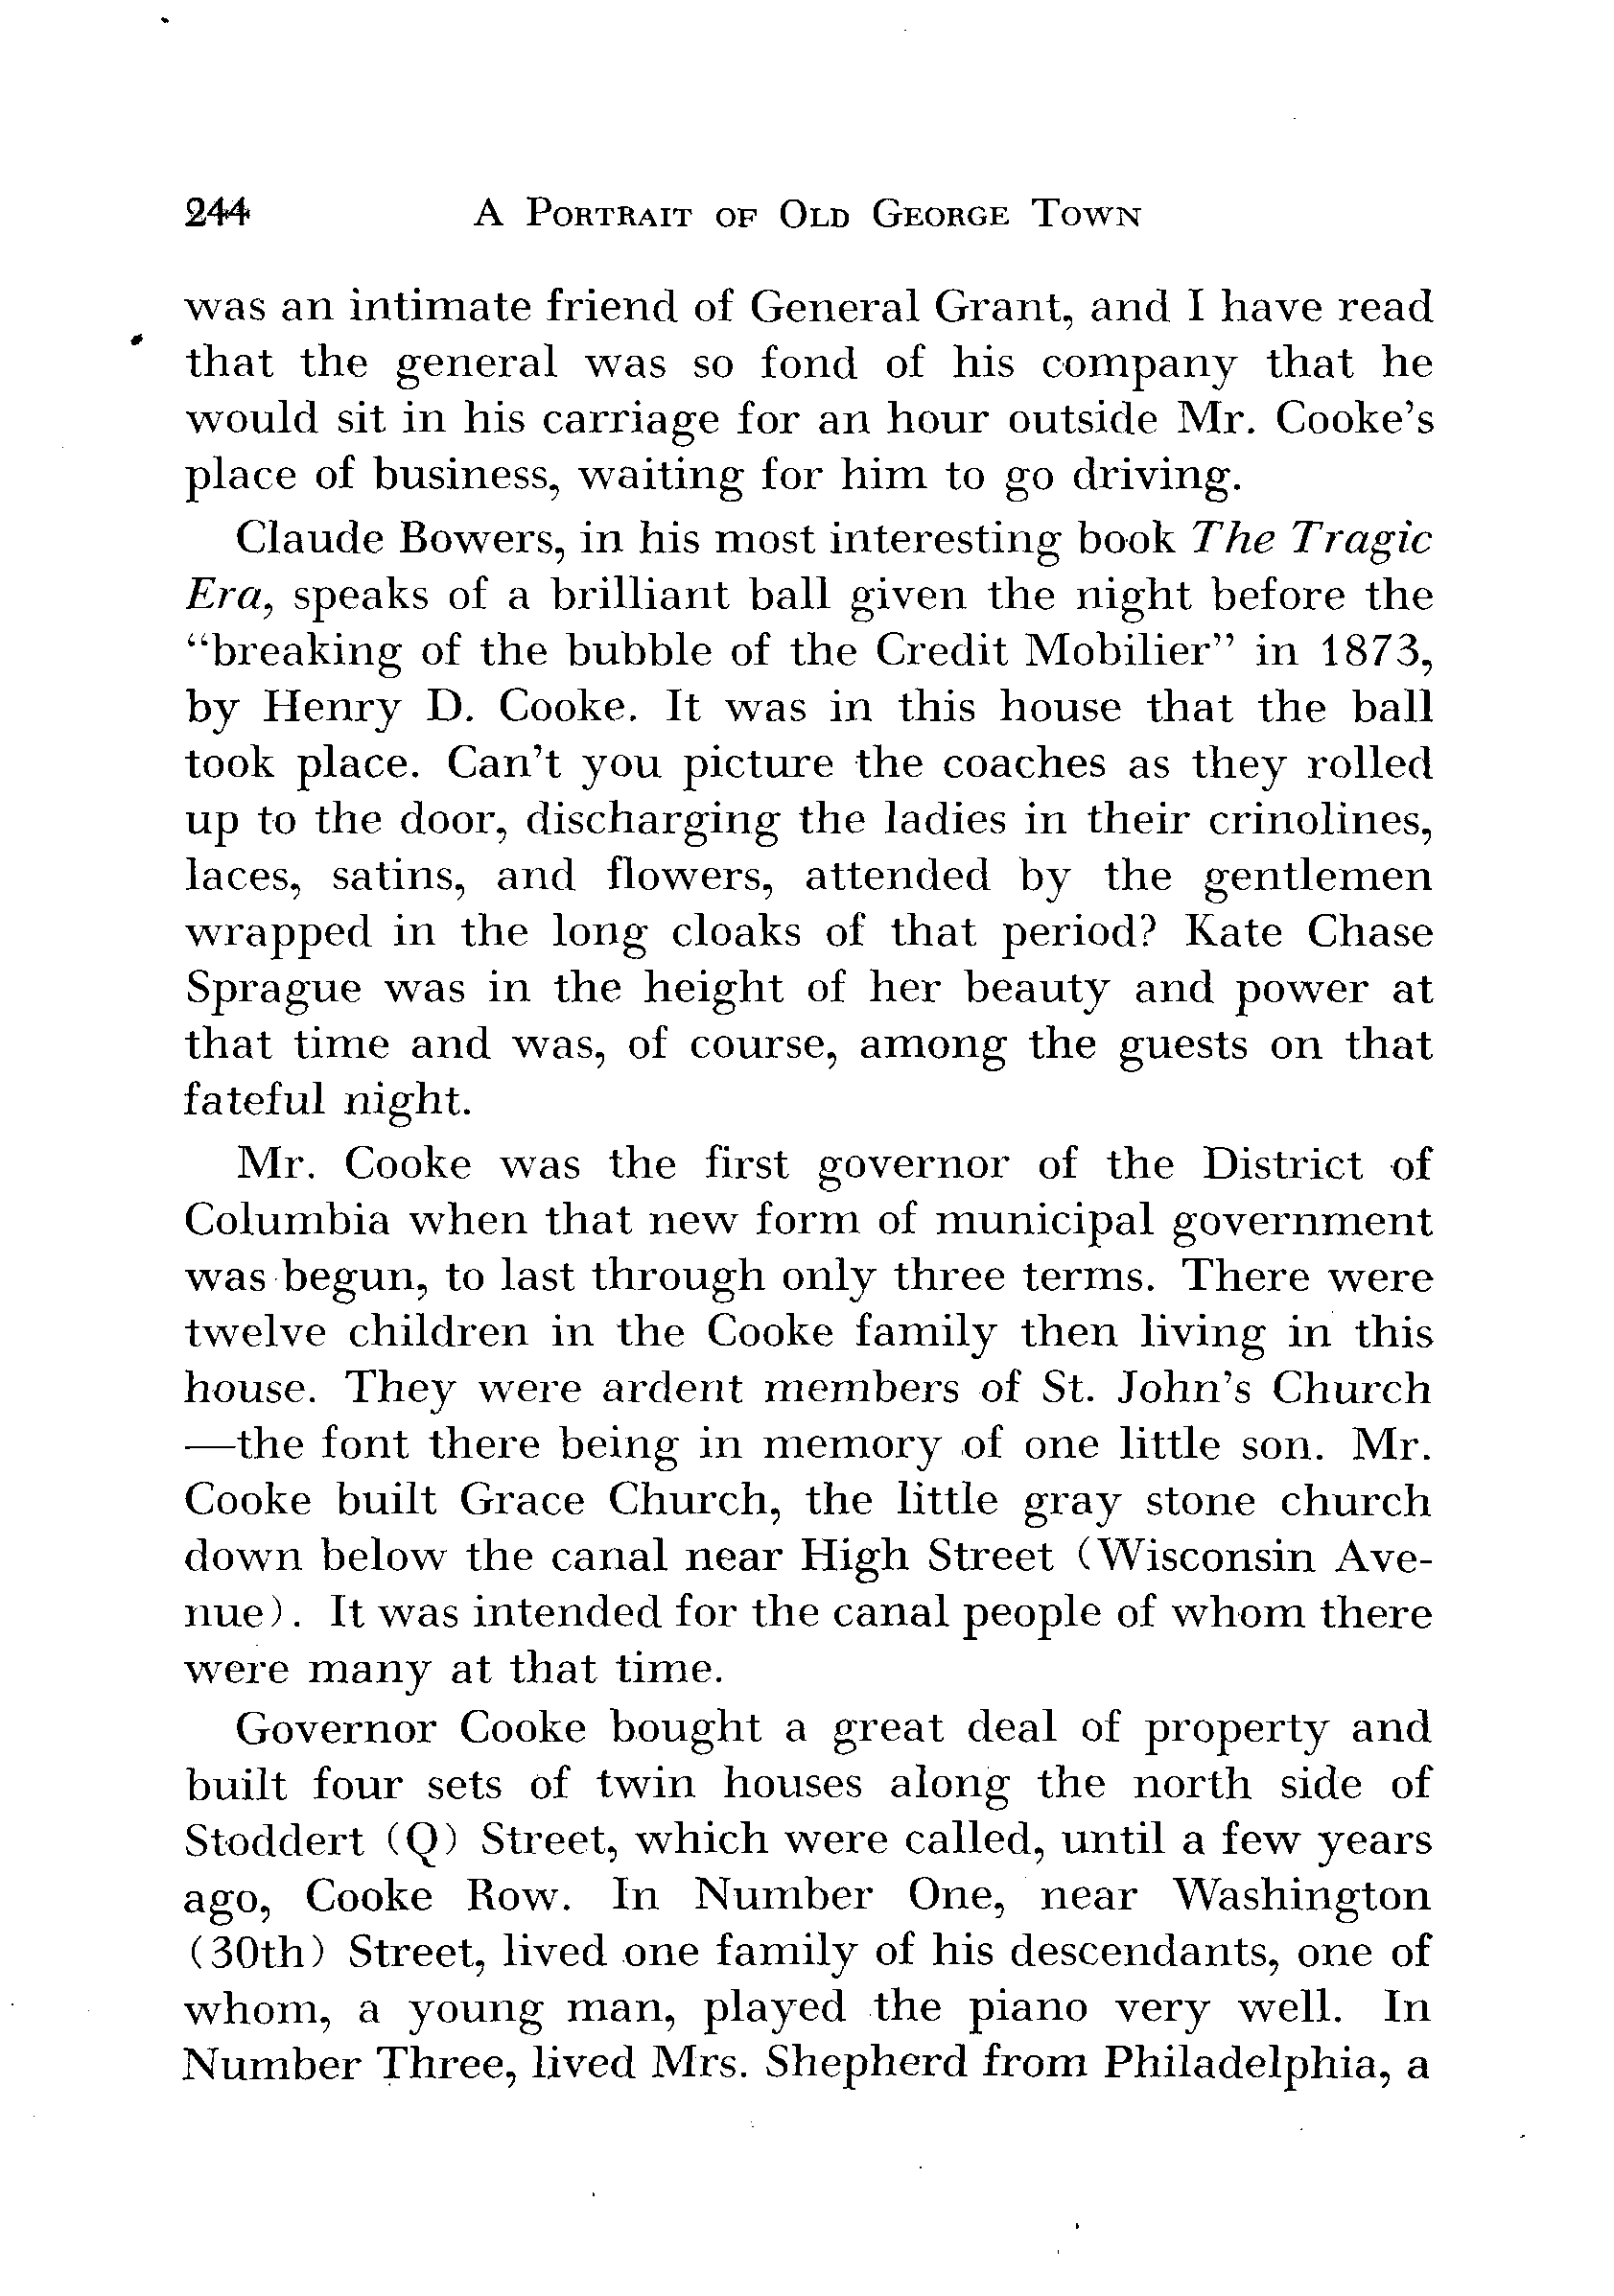 244 A Portrait of Old George Town
was an intimate friend of General Grant, and I have read
that the general was so fond of his company that he
would sit in his carriage for an hour outside Mr. Cooke's
place of business, waiting for him to go driving.
Claude Bowers, in his most interesting book The Tragic
Era, speaks of a brilliant ball given the night before the
“breaking of the bubble of the Credit Mobilier” in 1873,
by Henry D. Cooke. It was in this house that the ball
took place. Can't you picture the coaches as they rolled
up to the door, discharging the ladies in their crinolines,
laces, satins, and flowers, attended by the gentlemen
wrapped in the long cloaks of that period? Kate Chase
Sprague was in the height of her beauty and power at
that time and was, of course, among the guests on that
fateful night.
Mr. Cooke was the first governor of the District of
Columbia when that new form of municipal government
was begun, to last through only three terms. There were
twelve children in the Cooke family then living in this
house. They were ardent members of St. John's Church
—the font there being in memory of one little son. Mr.
Cooke built Grace Church, the little gray stone church
down below the canal near High Street (Wisconsin Ave-
nue). It was intended for the canal people of whom there
were many at that time.
Governor Cooke bought a great deal of property and
built four sets of twin houses along the north side of
Stoddert (Q) Street, which were called, until a few years
ago, Cooke Row. In Number One, near Washington
(30th) Street, lived one family of his descendants, one of
whom, a young man, played the piano very well. In
Number Three, lived Mrs. Shepherd from Philadelphia, a